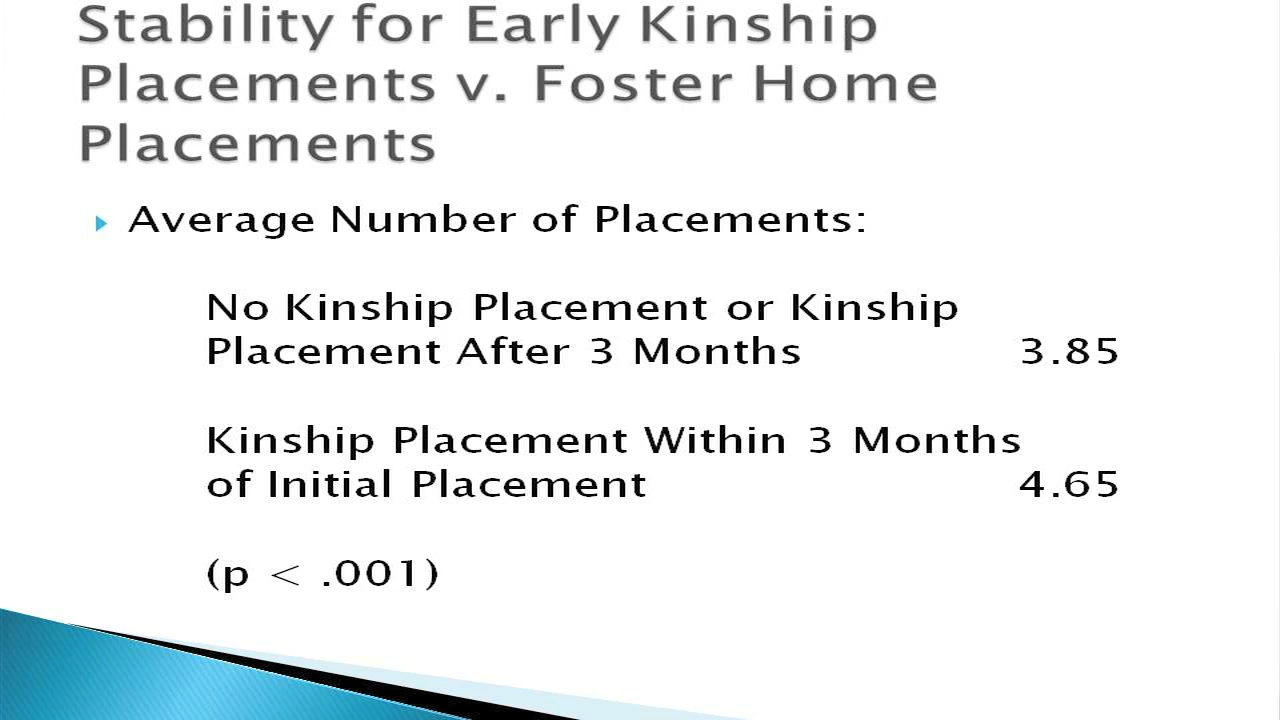 Stability for Early Kinship
Placements v. Foster Home
Placements
Average Number of Placements:
No Kinship Placement or Kinship
Placement After 3 Months 3.85
Kinship Placement Within 3 Months
of Initial Placement 4.65
(p < .001)